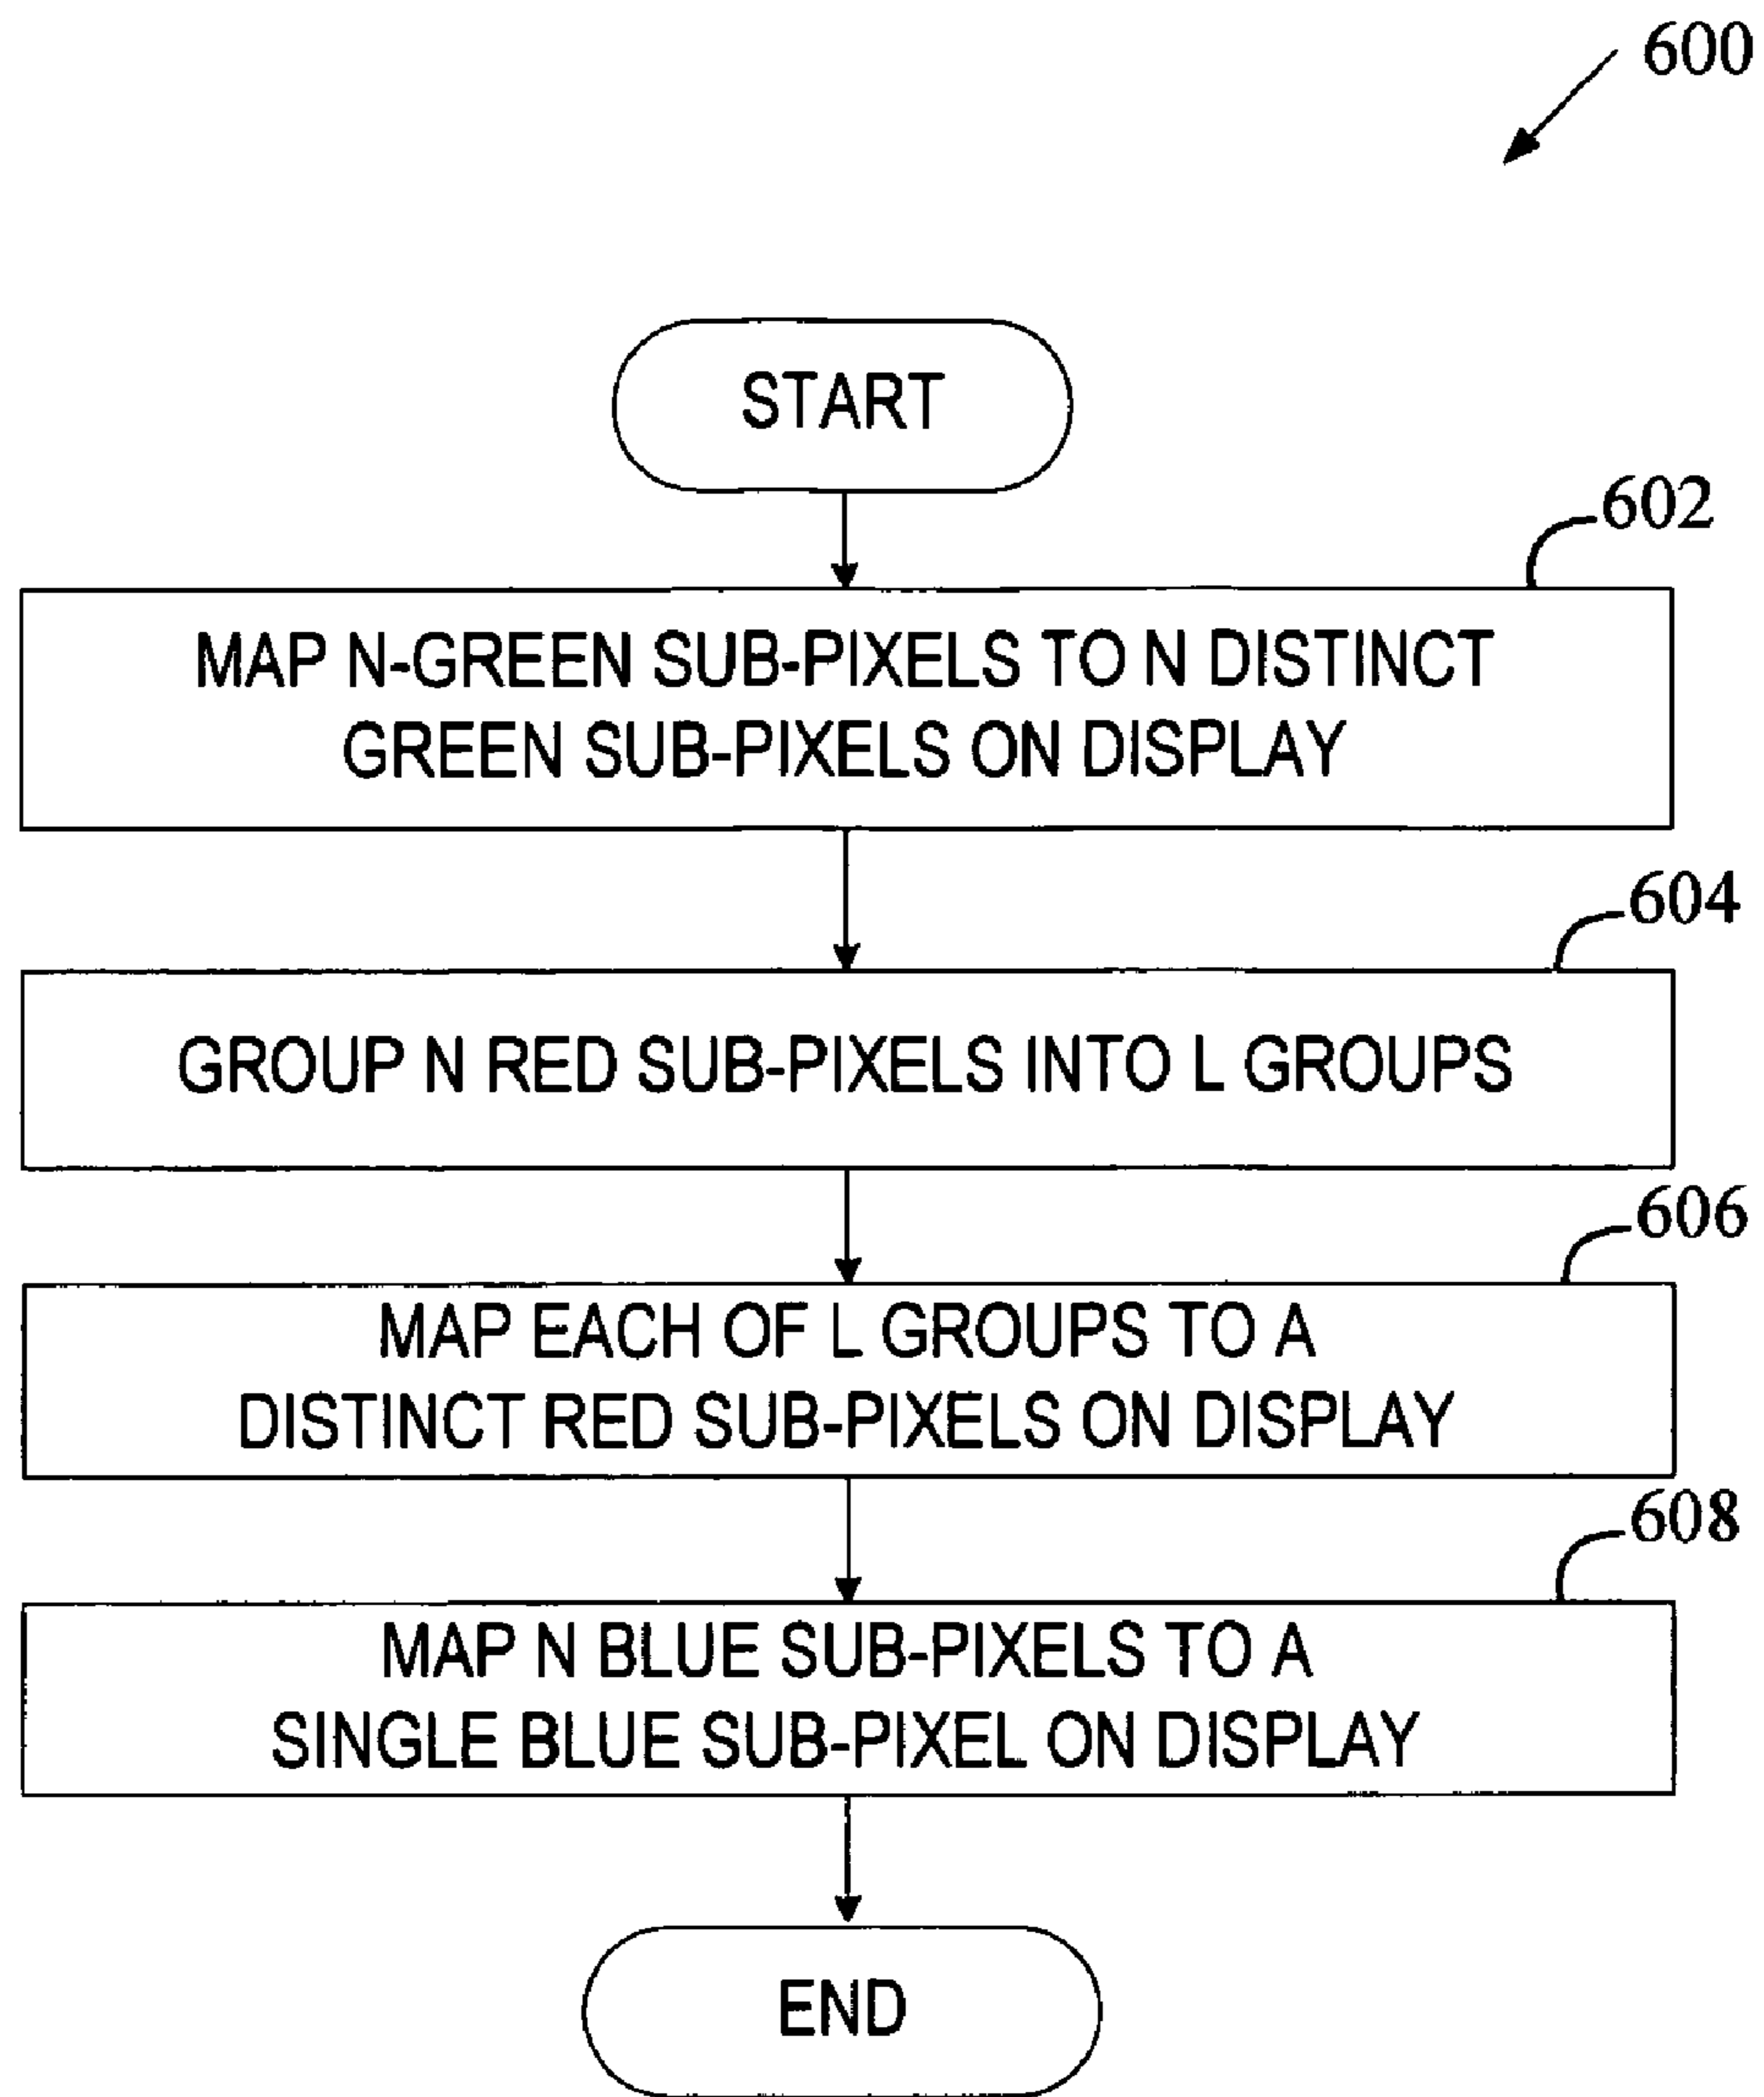 600
START
602
MAP N-GREEN SUB-PIXELS TO N DISTINCT
GREEN SUB-PIXELS ON DISPLAY
604
GROUP N RED SUB-PIXELS INTO L GROUPS
606
MAP EACH OF L GROUPS TO A
DISTINCT RED SUB-PIXELS ON DISPLAY
608
MAP N BLUE SUB-PIXELS TO A
SINGLE BLUE SUB-PIXEL ON DISPLAY
END